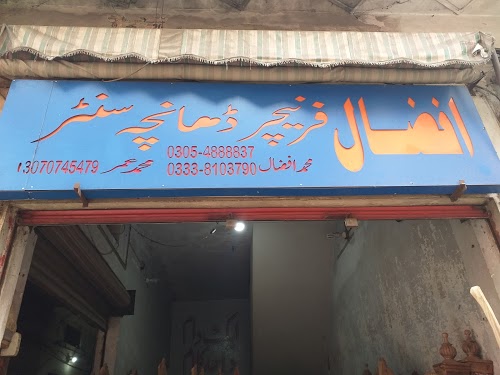 افضال فرنیچر ڈھانچہ سنٹر
0305-4888837
محمد افضال 0333-8103790 محمد عمر 03070745479